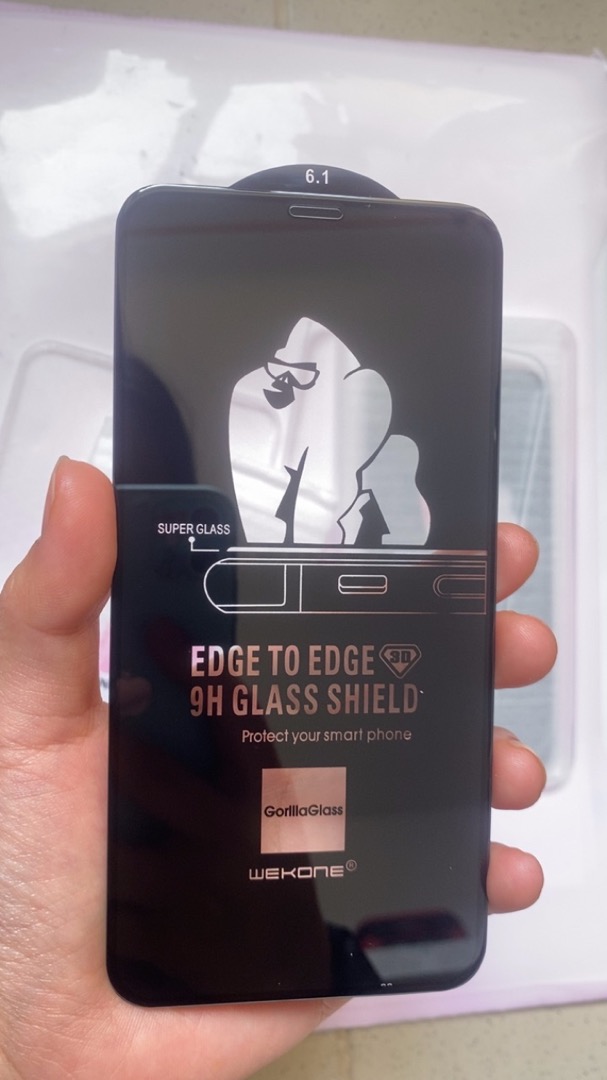 6.1
SUPER GLASS
EDGE TO EDGE 3D
9H GLASS SHIELD
Protect your smart phone
GorillaGlass
WEKONE®